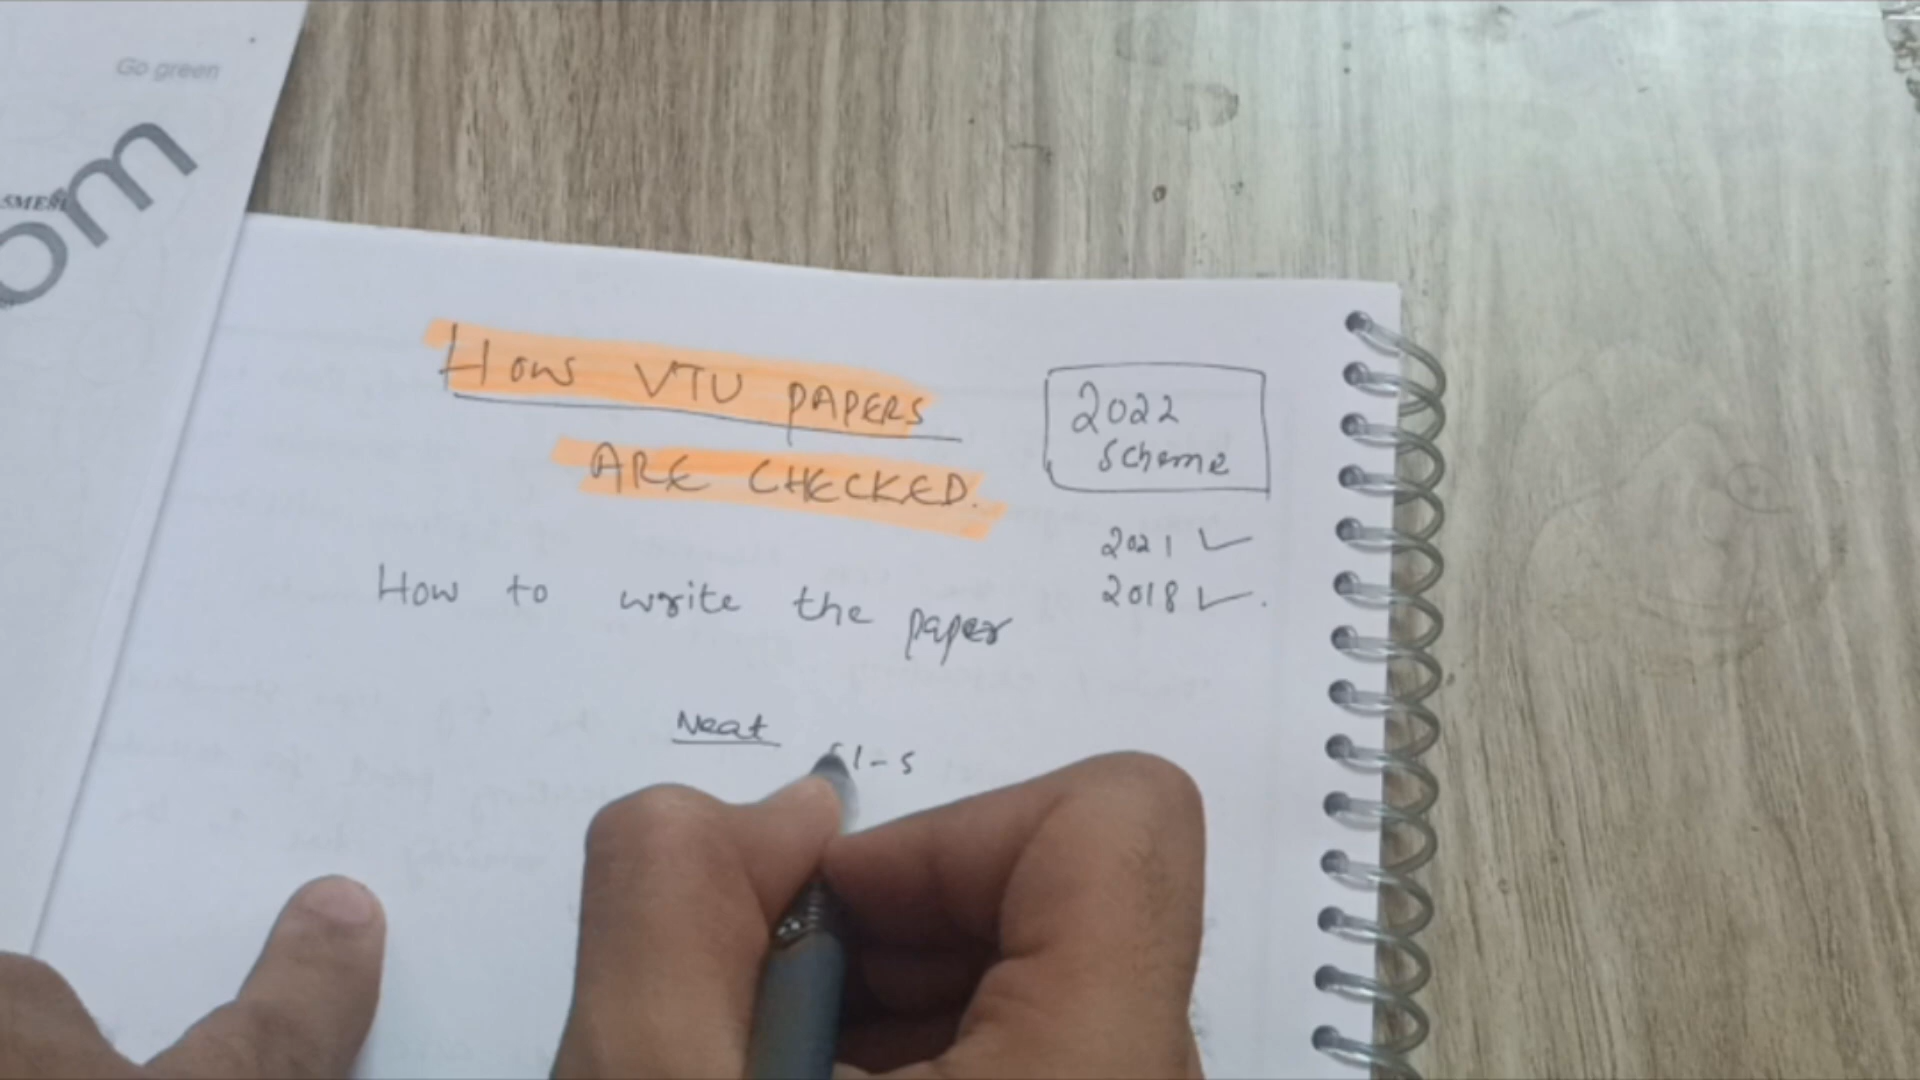 Go green
om
How VTU PAPERS
ARE CHECKED.
2022
Scheme
2021 ✓
2018 ✓.
How to write the paper
Neat